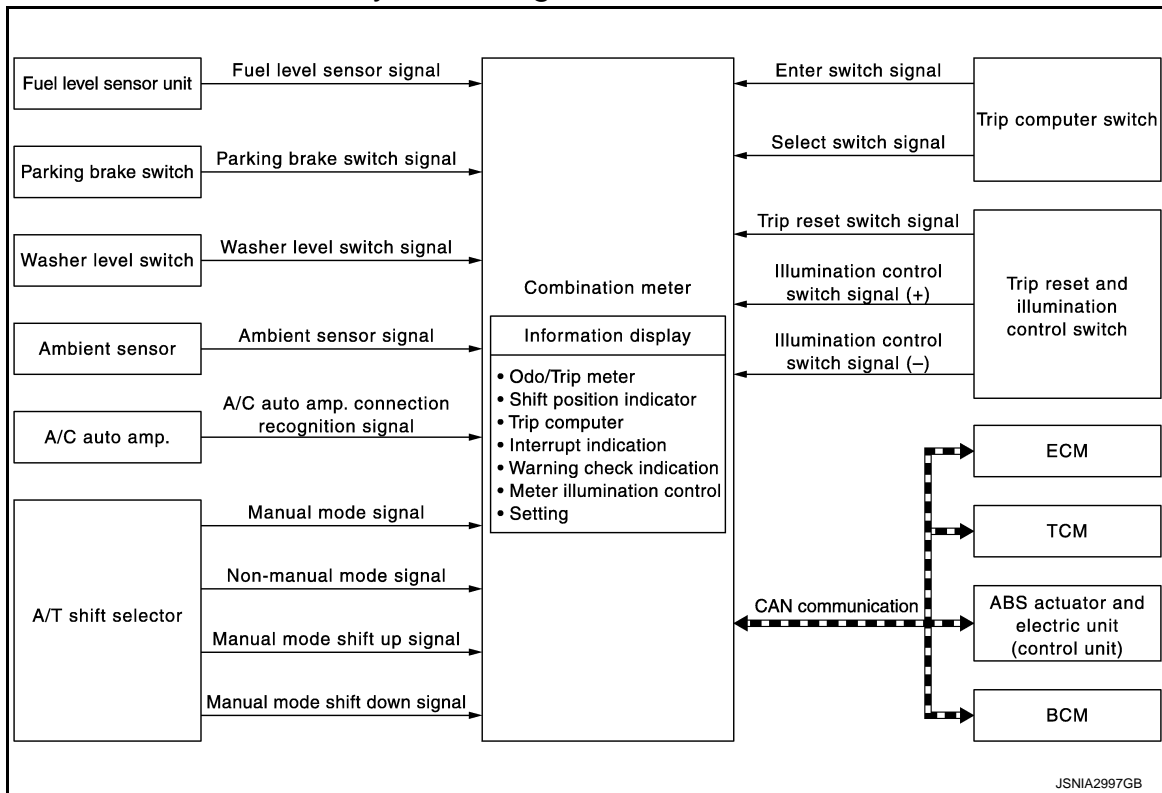 Fuel level sensor unit
Fuel level sensor signal
Parking brake switch
Parking brake switch signal
Washer level switch
Washer level switch signal
Ambient sensor
Ambient sensor signal
A/C auto amp.
A/C auto amp. connection
recognition signal
A/T shift selector
Manual mode signal
Non-manual mode signal
Manual mode shift up signal
Manual mode shift down signal
Combination meter
Information display
• Odo/Trip meter
• Shift position indicator
• Trip computer
• Interrupt indication
• Warning check indication
• Meter illumination control
• Setting
Enter switch signal
Select switch signal
Trip computer switch
Trip reset switch signal
Illumination control
switch signal (+)
Illumination control
switch signal (–)
Trip reset and
illumination
control switch
CAN communication
ECM
TCM
ABS actuator and
electric unit
(control unit)
BCM
JSNIA2997GB